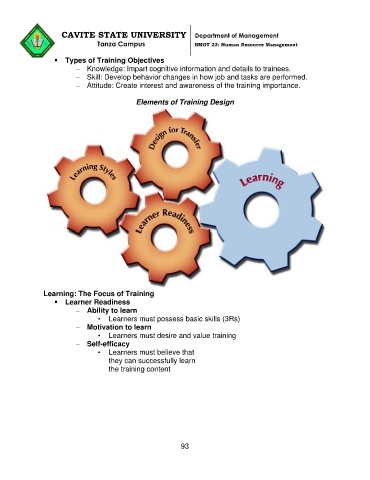 CAVITE STATE UNIVERSITY
Tanza Campus
Department of Management
BMGT 23: Human Resource Management
▪ Types of Training Objectives
– Knowledge: Impart cognitive information and details to trainees.
– Skill: Develop behavior changes in how job and tasks are performed.
– Attitude: Create interest and awareness of the training importance.
Elements of Training Design
Design for Transfer
Learning Styles
Learning
Learner Readiness
Learning: The Focus of Training
▪ Learner Readiness
– Ability to learn
• Learners must possess basic skills (3Rs)
– Motivation to learn
• Learners must desire and value training
– Self-efficacy
• Learners must believe that
they can successfully learn
the training content
93